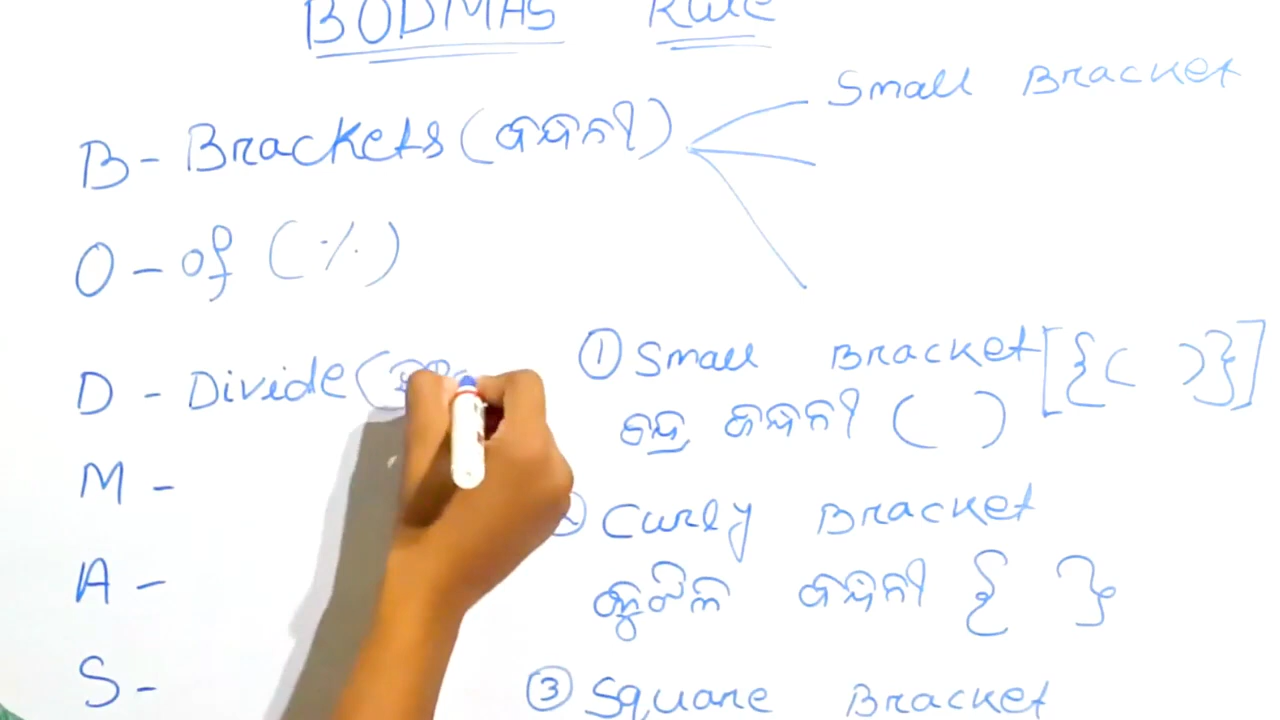 BODMAS Rule
B - Brackets (ବନ୍ଧନୀ)
Small Bracket
O - of (%)
D - Divide (
M -
A -
S -
① Small Bracket [{( )}]
ବନ୍ଧନୀ ( )
Curly Bracket
ବନ୍ଧନୀ { }
③ Square Bracket